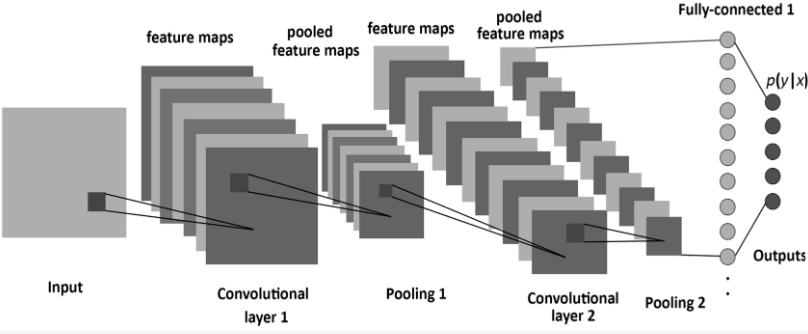 Fully-connected 1
feature maps
pooled
feature maps
feature maps
pooled
feature maps
p(y|x)
Input
Convolutional
layer 1
Pooling 1
Convolutional
layer 2
Pooling 2
Outputs